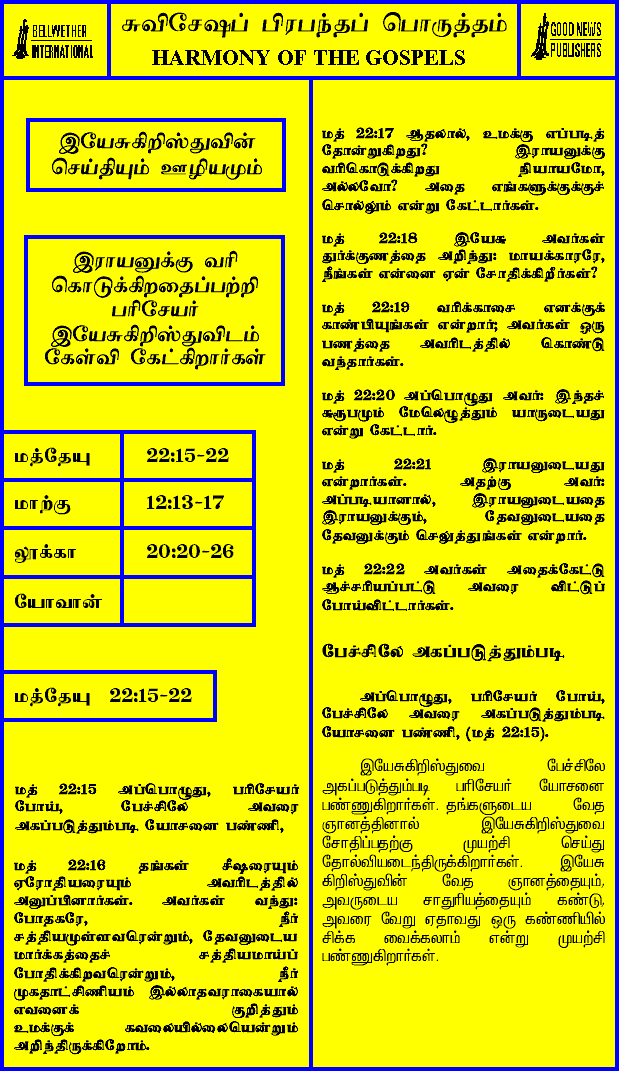 BELLWETHER
INTERNATIONAL
சுவிசேஷப் பிரபந்தப் பொருத்தம்
HARMONY OF THE GOSPELS
GOOD NEWS
PUBLISHERS
இயேசுகிறிஸ்துவின்
செய்தியும் ஊழியமும்
இராயனுக்கு வரி
கொடுக்கிறதைப்பற்றி
பரிசேயர்
இயேசுகிறிஸ்துவிடம்
கேள்வி கேட்கிறார்கள்
மத்தேயு 22:15-22
மாற்கு 12:13-17
லூக்கா 20:20-26
யோவான்
மத்தேயு 22:15-22
மத் 22:15 அப்பொழுது, பரிசேயர்
போய், பேச்சிலே அவரை
அகப்படுத்தும்படி யோசனை பண்ணி,
மத் 22:16 தங்கள் சீஷரையும்
ஏரோதியரையும் அவரிடத்தில்
அனுப்பினார்கள். அவர்கள் வந்து:
போதகரே, நீர்
சத்தியமுள்ளவரென்றும், தேவனுடைய
மார்க்கத்தைச் சத்தியமாய்ப்
போதிக்கிறவரென்றும், நீர்
முகதாட்சிணியம் இல்லாதவராகையால்
எவனைக் குறித்தும்
உமக்குக் கவலையில்லையென்றும்
அறிந்திருக்கிறோம்.
மத் 22:17 ஆதலால், உமக்கு எப்படித்
தோன்றுகிறது? இராயனுக்கு
வரிகொடுக்கிறது நியாயமோ,
அல்லவோ? அதை எங்களுக்குக்குச்
சொல்லும் என்று கேட்டார்கள்.
மத் 22:18 இயேசு அவர்கள்
துர்க்குணத்தை அறிந்து: மாயக்காரரே,
நீங்கள் என்னை ஏன் சோதிக்கிறீர்கள்?
மத் 22:19 வரிக்காசை எனக்குக்
காண்பியுங்கள் என்றார்; அவர்கள் ஒரு
பணத்தை அவரிடத்தில் கொண்டு
வந்தார்கள்.
மத் 22:20 அப்பொழுது அவர்: இந்தச்
சுரூபமும் மேலெழுத்தும் யாருடையது
என்று கேட்டார்.
மத் 22:21 இராயனுடையது
என்றார்கள். அதற்கு அவர்:
அப்படியானால், இராயனுடையதை
இராயனுக்கும், தேவனுடையதை
தேவனுக்கும் செலுத்துங்கள் என்றார்.
மத் 22:22 அவர்கள் அதைக்கேட்டு
ஆச்சரியப்பட்டு அவரை விட்டுப்
போய்விட்டார்கள்.
பேச்சிலே அகப்படுத்தும்படி
அப்பொழுது, பரிசேயர் போய்,
பேச்சிலே அவரை அகப்படுத்தும்படி
யோசனை பண்ணி, (மத் 22:15).
இயேசுகிறிஸ்துவை பேச்சிலே
அகப்படுத்தும்படி பரிசேயர் யோசனை
பண்ணுகிறார்கள். தங்களுடைய வேத
ஞானத்தினால் இயேசுகிறிஸ்துவை
சோதிப்பதற்கு முயற்சி செய்து
தோல்வியடைந்திருக்கிறார்கள். இயேசு
கிறிஸ்துவின் வேத ஞானத்தையும்,
அவருடைய சாதுரியத்தையும் கண்டு,
அவரை வேறு ஏதாவது ஒரு கண்ணியில்
சிக்க வைக்கலாம் என்று முயற்சி
பண்ணுகிறார்கள்.